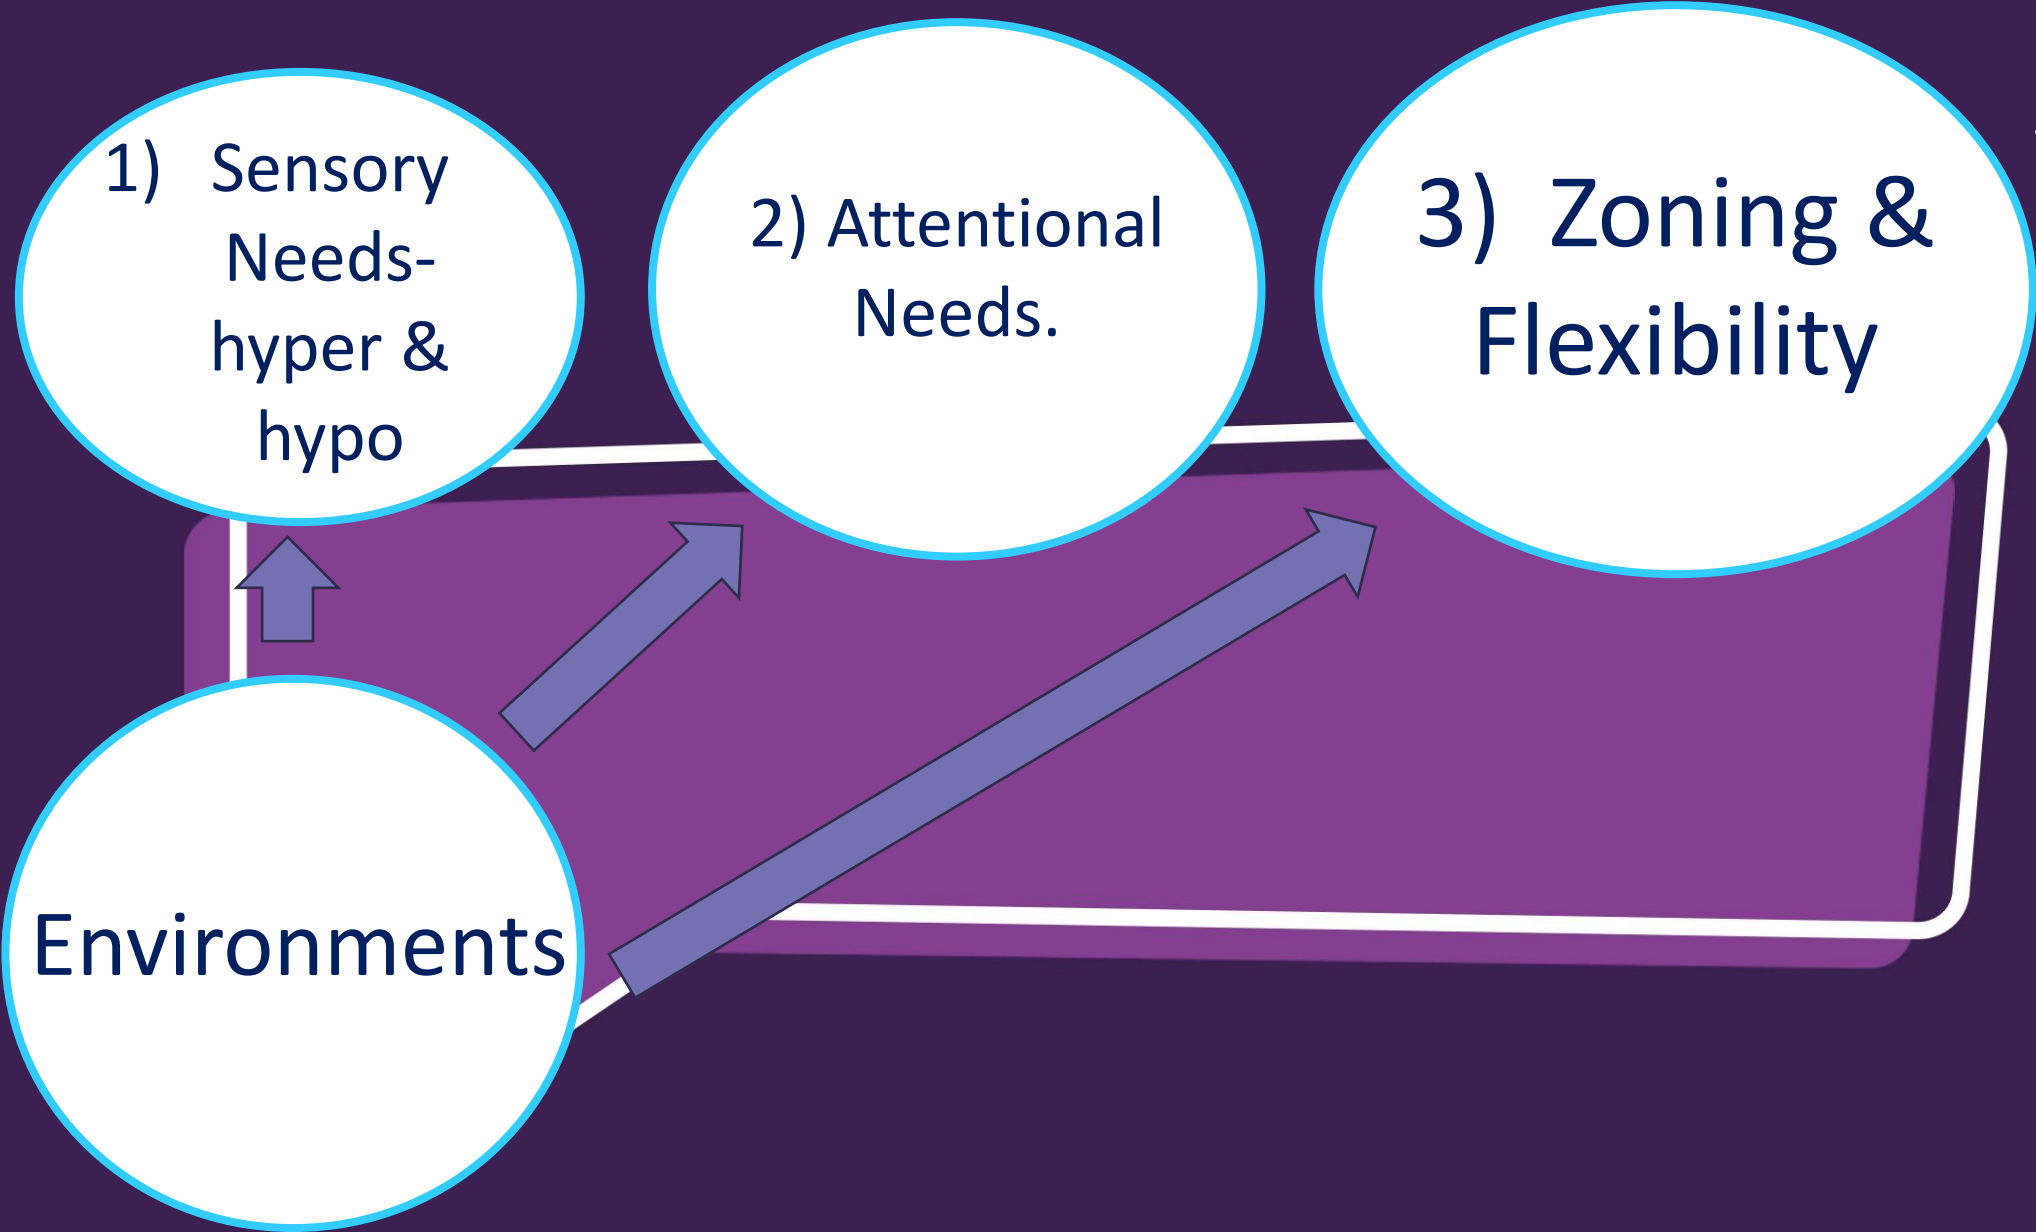 1) Sensory
Needs-
hyper &
hypo
2) Attentional
Needs.
3) Zoning &
Flexibility
Environments